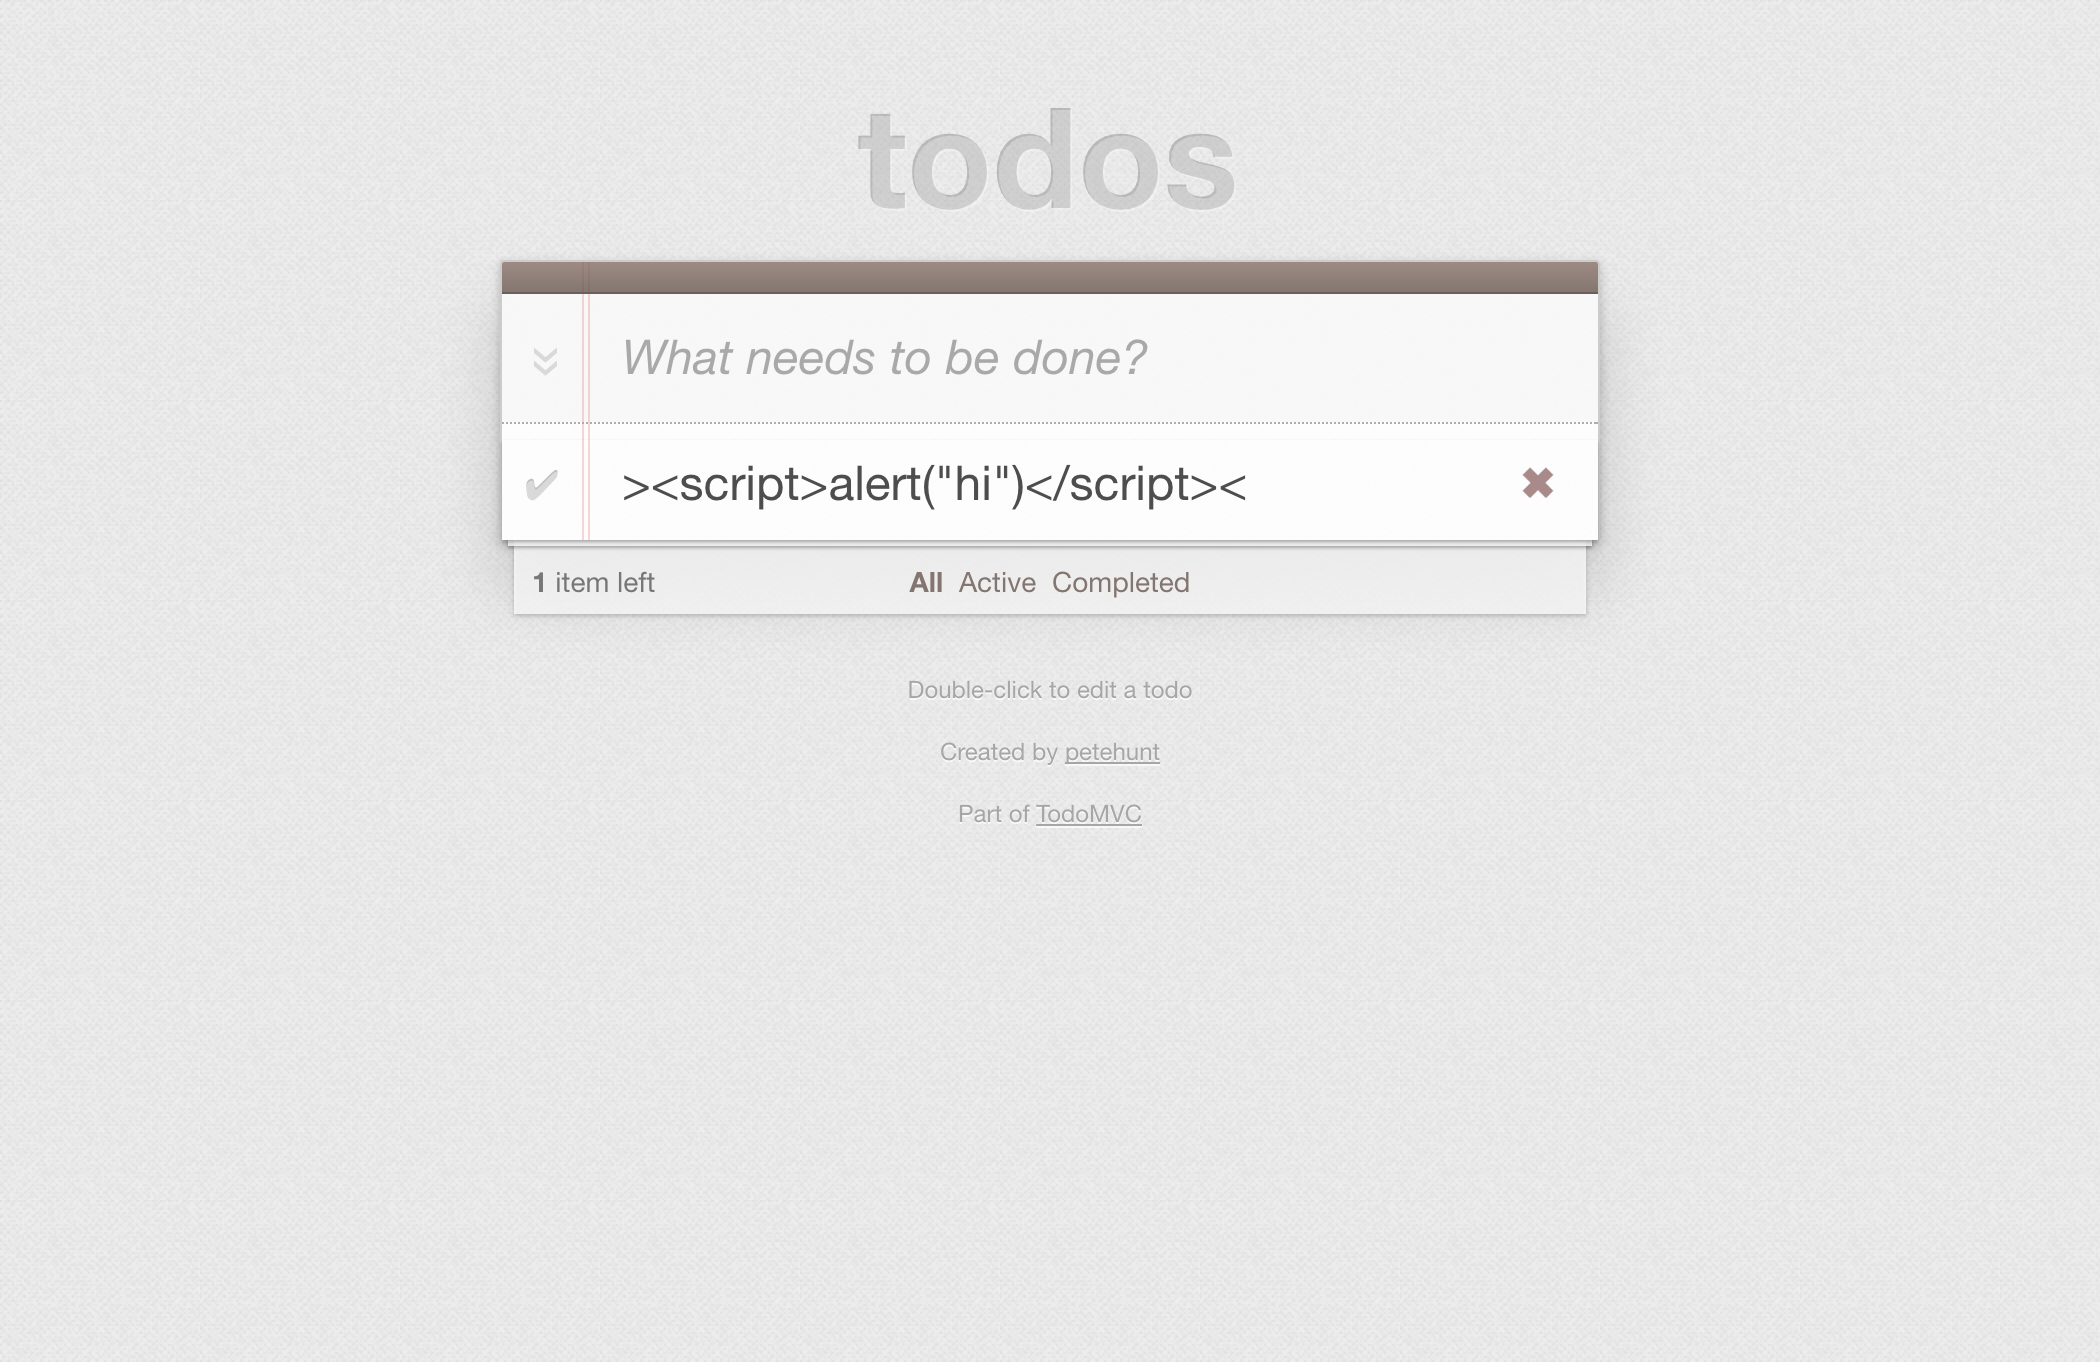 todos
What needs to be done?
><script>alert("hi")</script><
1 item left All Active Completed
Double-click to edit a todo
Created by petehunt
Part of TodoMVC